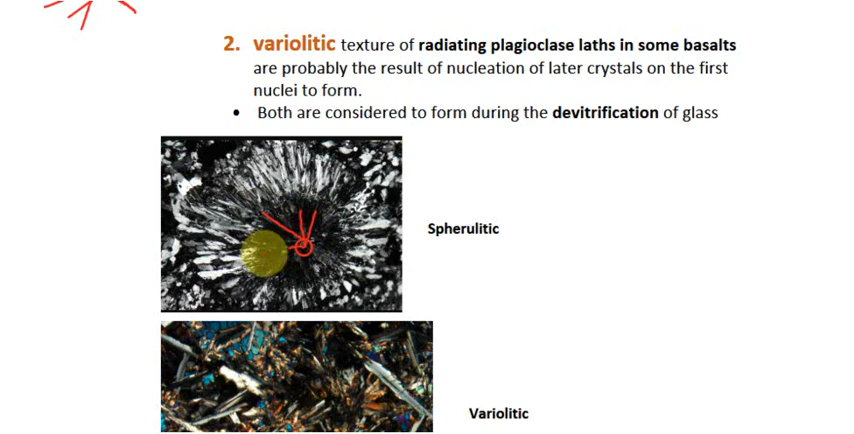 2. variolitic texture of radiating plagioclase laths in some basalts
are probably the result of nucleation of later crystals on the first
nuclei to form.
• Both are considered to form during the devitrification of glass
Spherulitic
Variolitic